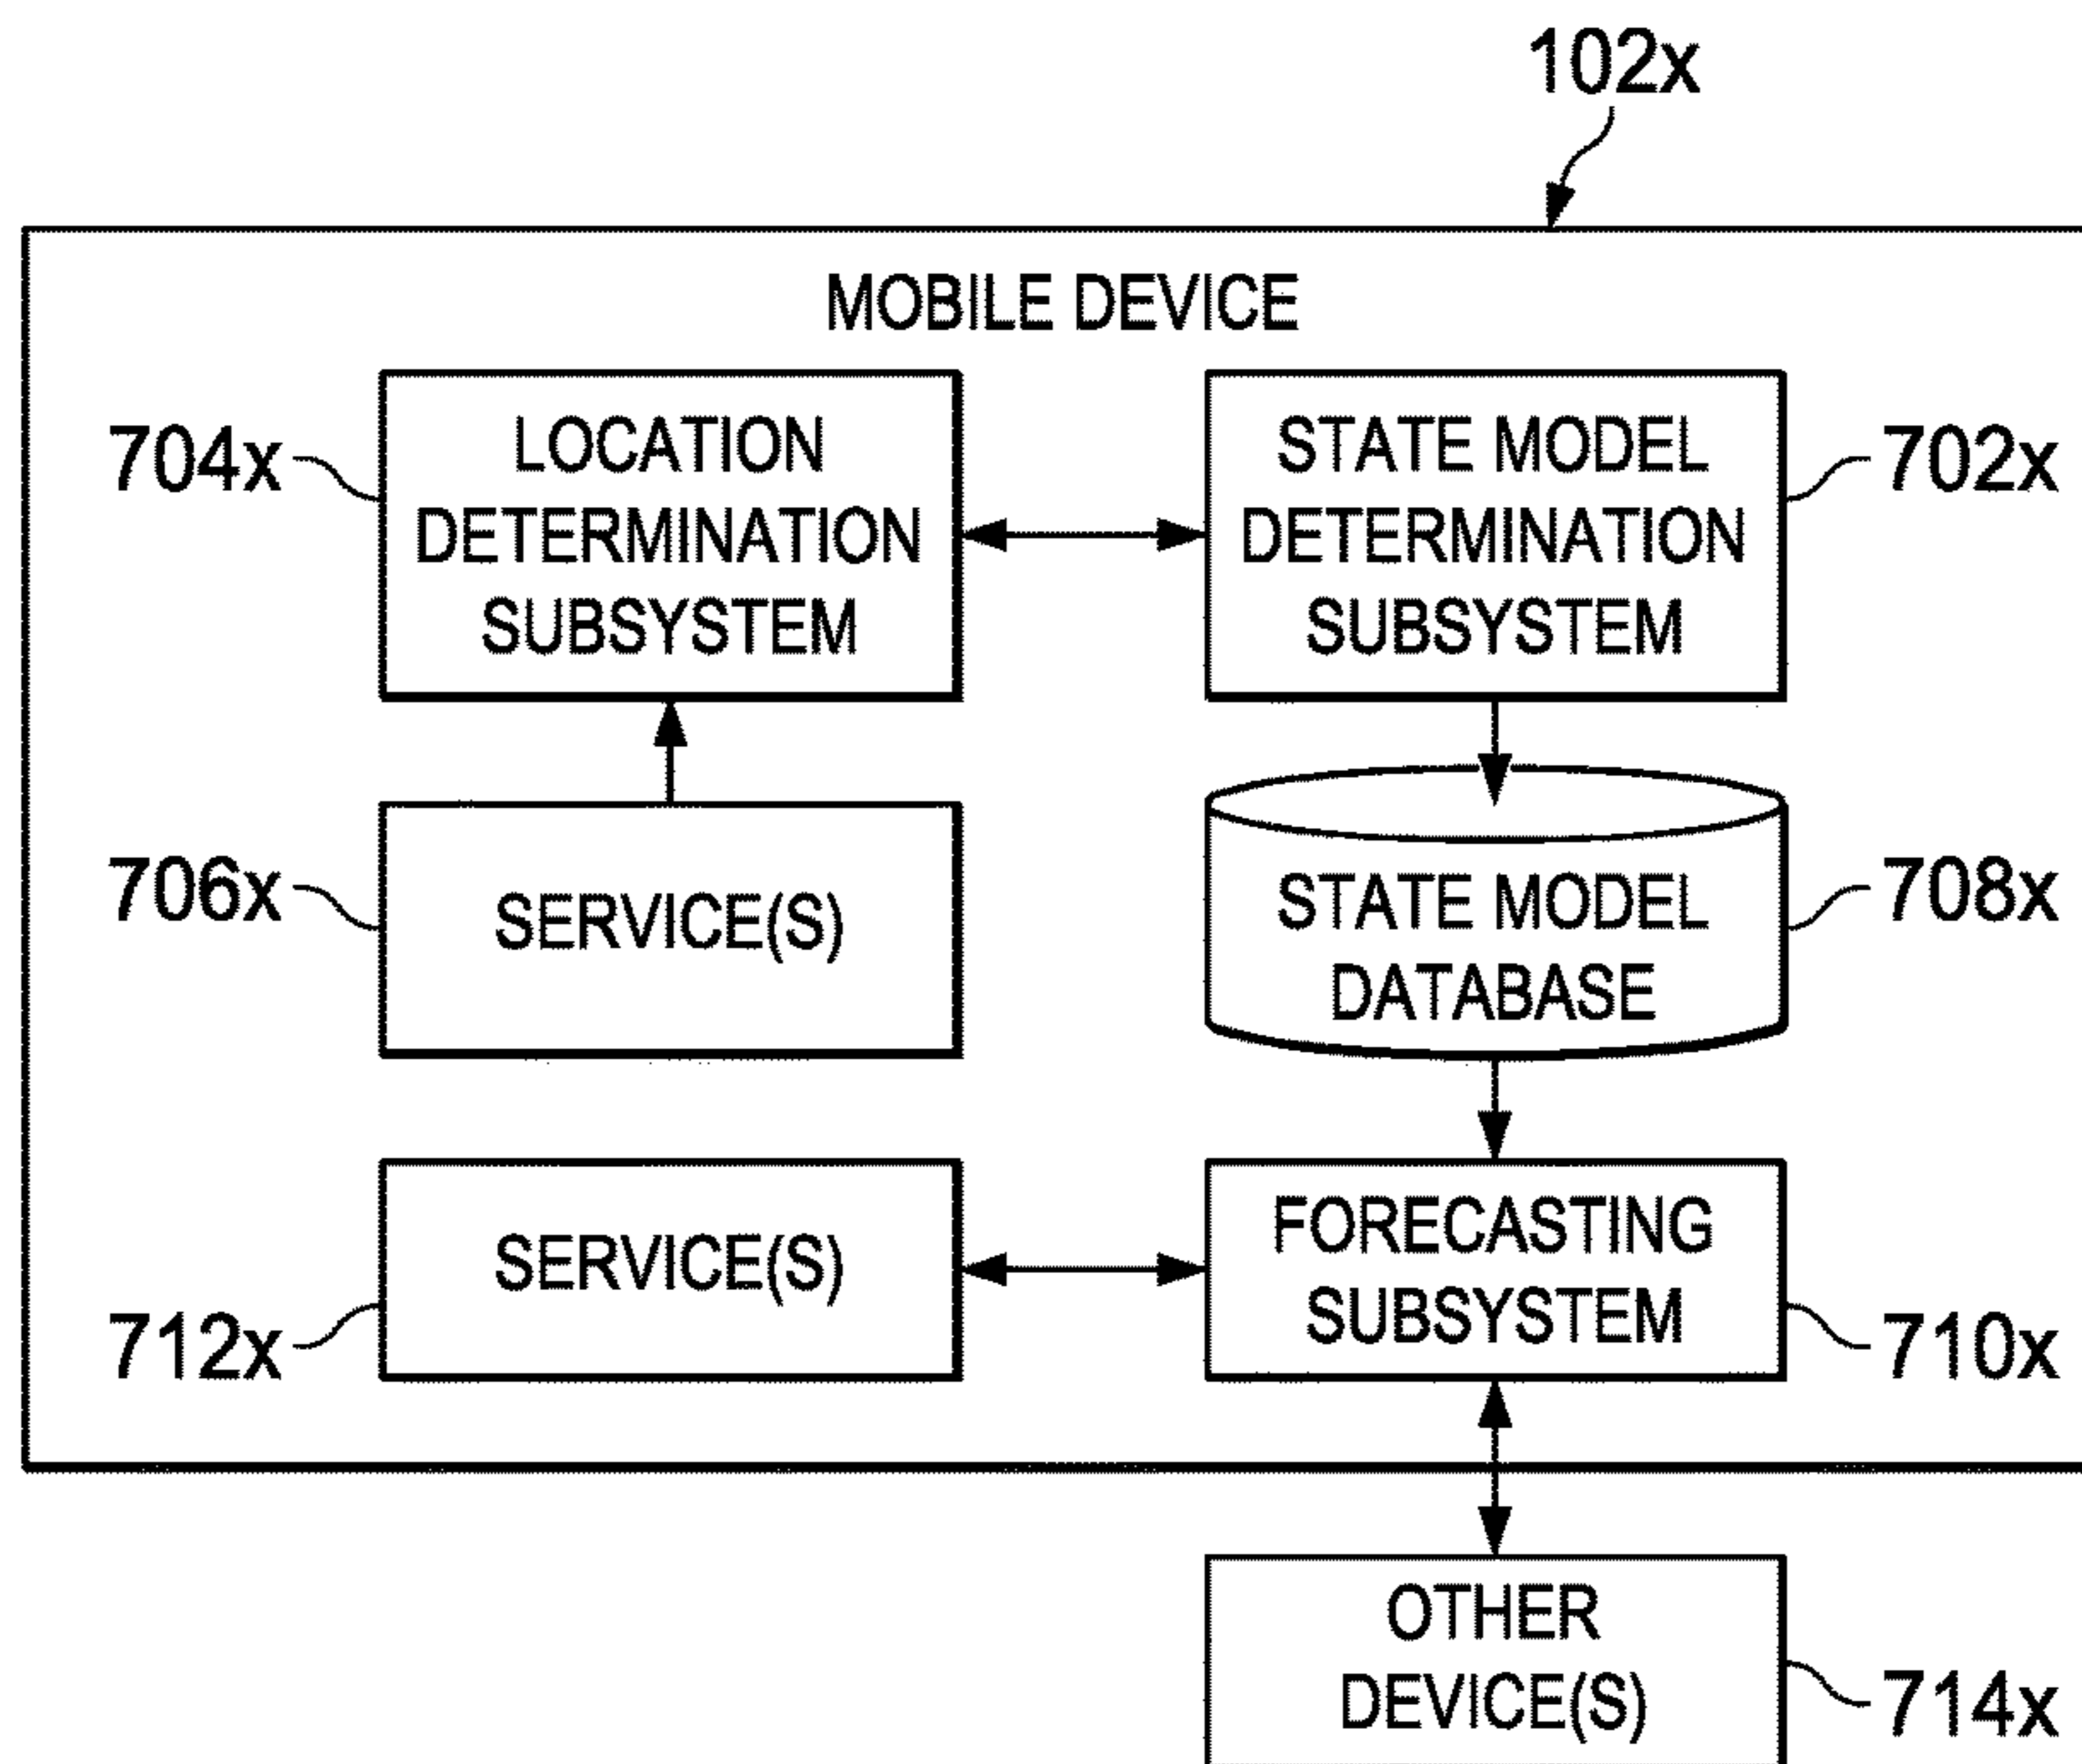 102x
MOBILE DEVICE
704x
LOCATION
DETERMINATION
SUBSYSTEM
STATE MODEL
DETERMINATION
SUBSYSTEM
702x
706x
SERVICE(S)
STATE MODEL
DATABASE
708x
712x
SERVICE(S)
FORECASTING
SUBSYSTEM
710x
OTHER
DEVICE(S)
714x